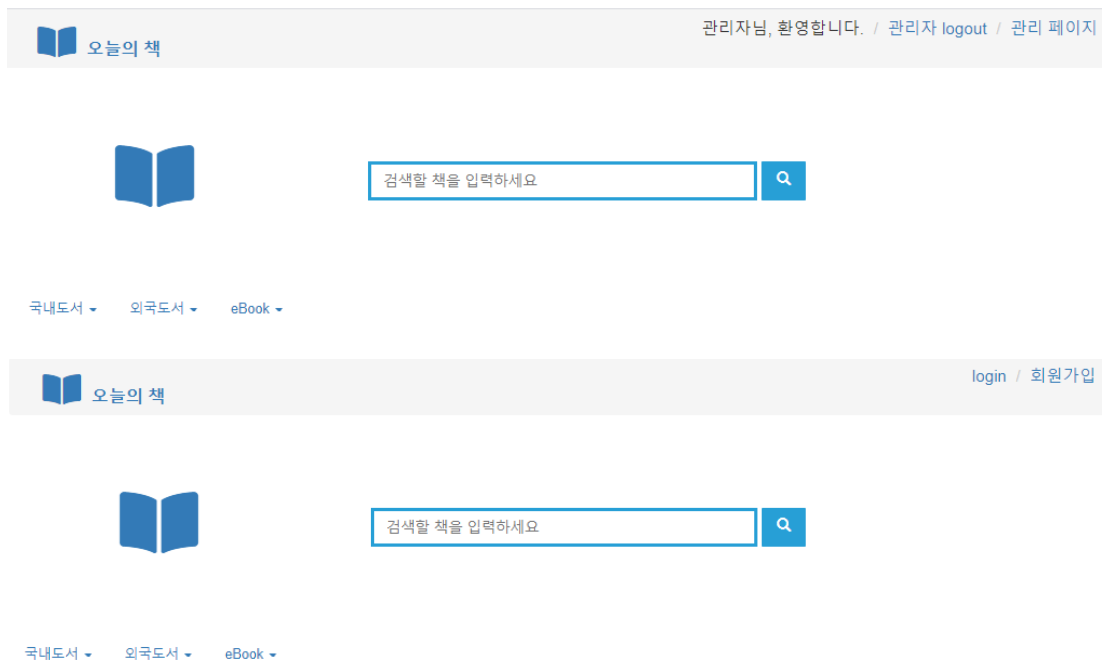 오늘의 책
관리자님, 환영합니다. / 관리자 logout / 관리 페이지
검색할 책을 입력하세요
국내도서 외국도서 eBook
오늘의 책
login / 회원가입
검색할 책을 입력하세요
국내도서 외국도서 eBook